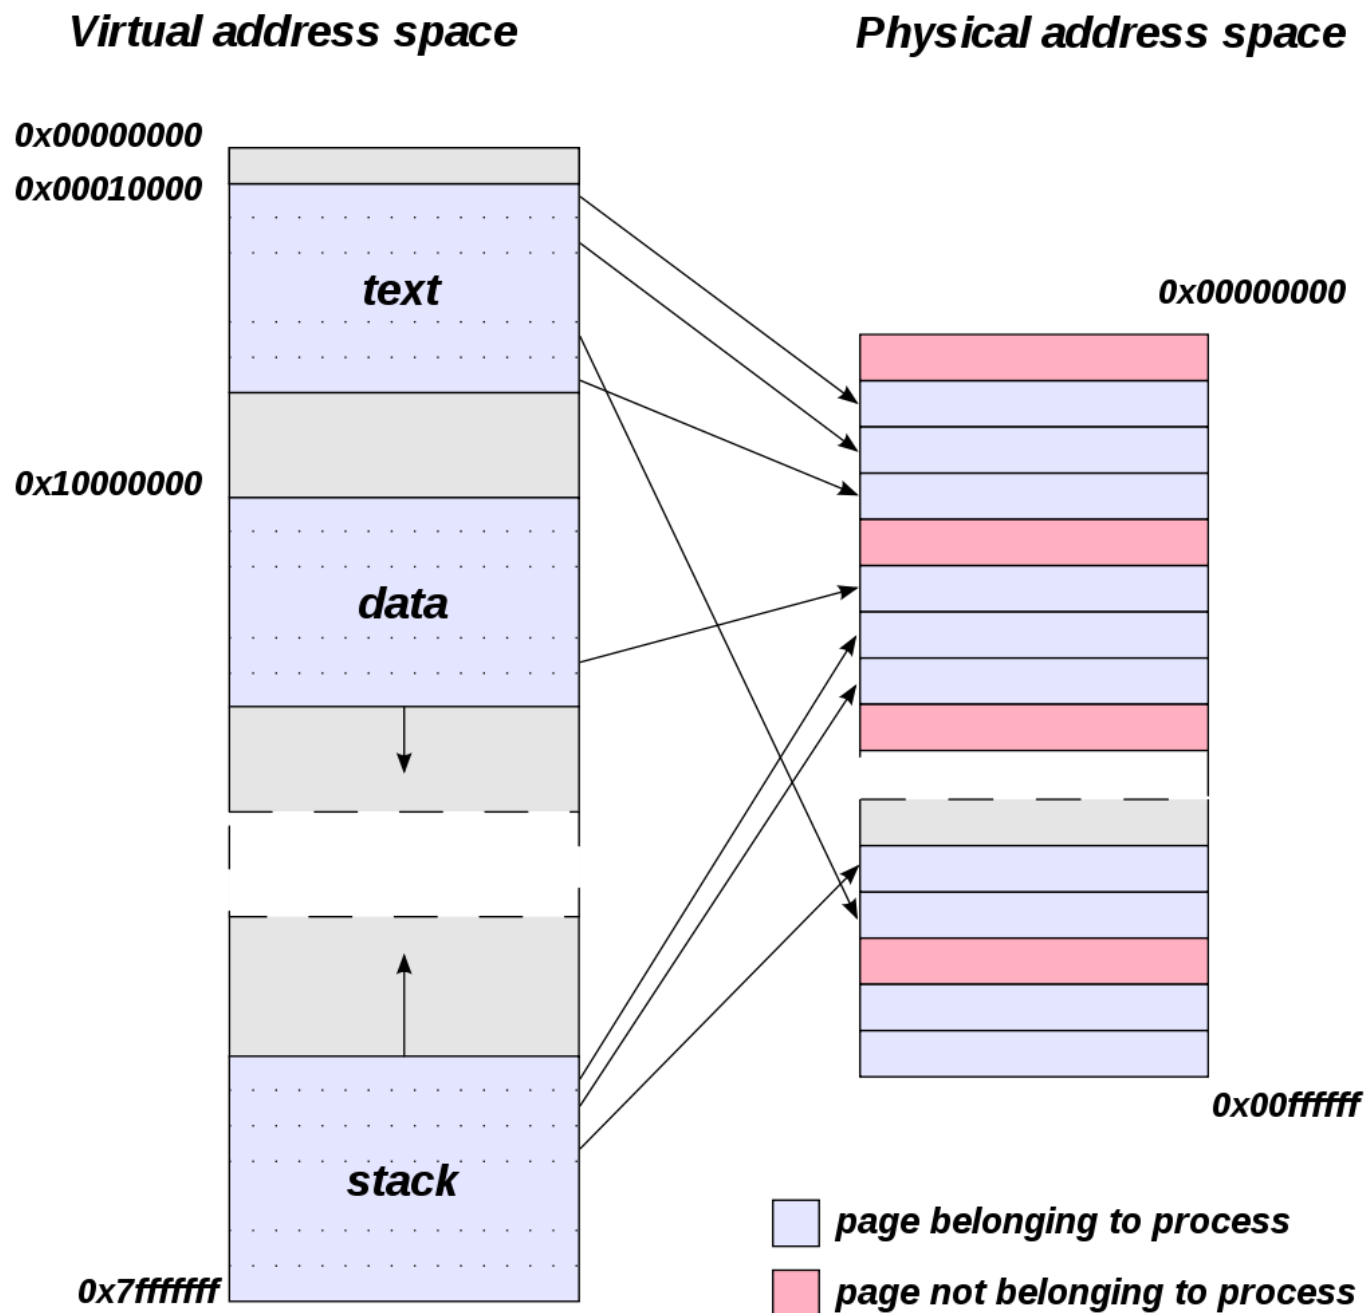 Virtual address space
Physical address space
0x00000000
0x00010000
text
0x00000000
0x10000000
data
stack
0x00ffffff
0x7fffffff
page belonging to process
page not belonging to process